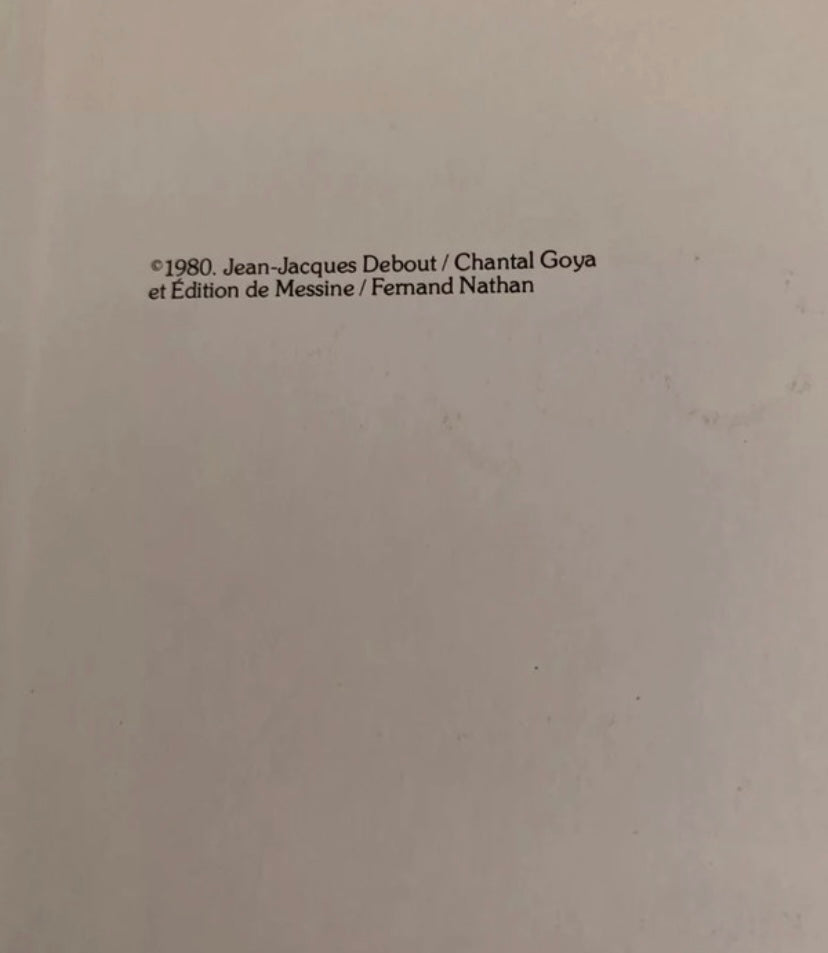 ©1980. Jean-Jacques Debout / Chantal Goya
et Édition de Messine / Fernand Nathan